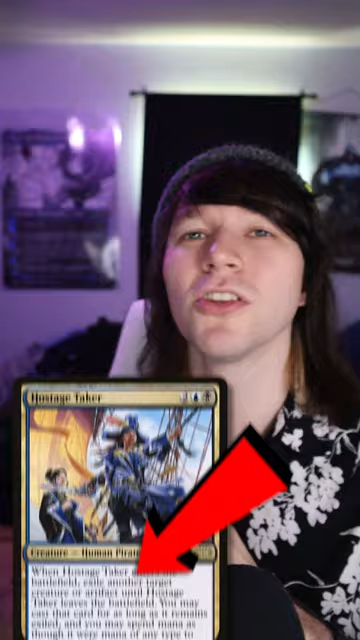 Hostage Taker
Creature — Human Pirate
When Hostage Taker
battlefield, exile another target
creature or artifact until Hostage
Taker leaves the battlefield. You may
cast that card for as long as it remains
exiled, and you may spend mana as
though it were mana of any type to